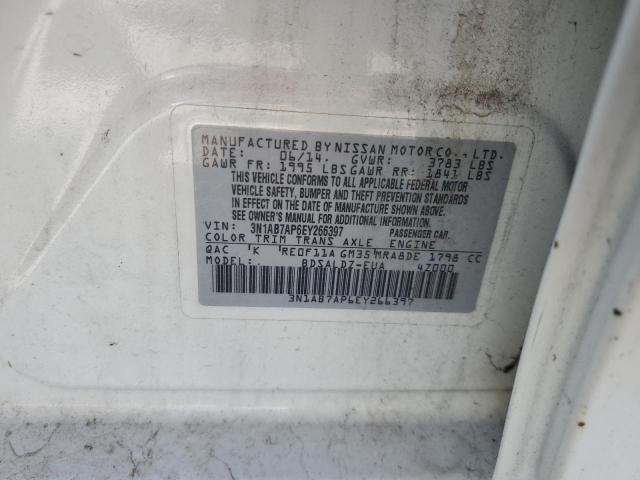 MANUFACTURED BY NISSAN MOTOR CO., LTD.
DATE: 06/14. GVWR: 3783 LBS
GAWR FR: 1995 LBS GAWR RR: 1841 LBS
THIS VEHICLE CONFORMS TO ALL APPLICABLE FEDERAL MOTOR
VEHICLE SAFETY, BUMPER AND THEFT PREVENTION STANDARDS
IN EFFECT ON THE DATE OF MANUFACTURE SHOWN ABOVE.
SEE OWNER'S MANUAL FOR ADDITIONAL INFORMATION.
VIN: 3N1AB7AP6EY266397 PASSENGER CAR
COLOR TRIM TRANS AXLE ENGINE
QAC K RE0F11A GM35 MRA8DE 1798 CC
MODEL: BDSALDZ-EUA 4Z000
3N1AB7AP6EY266397